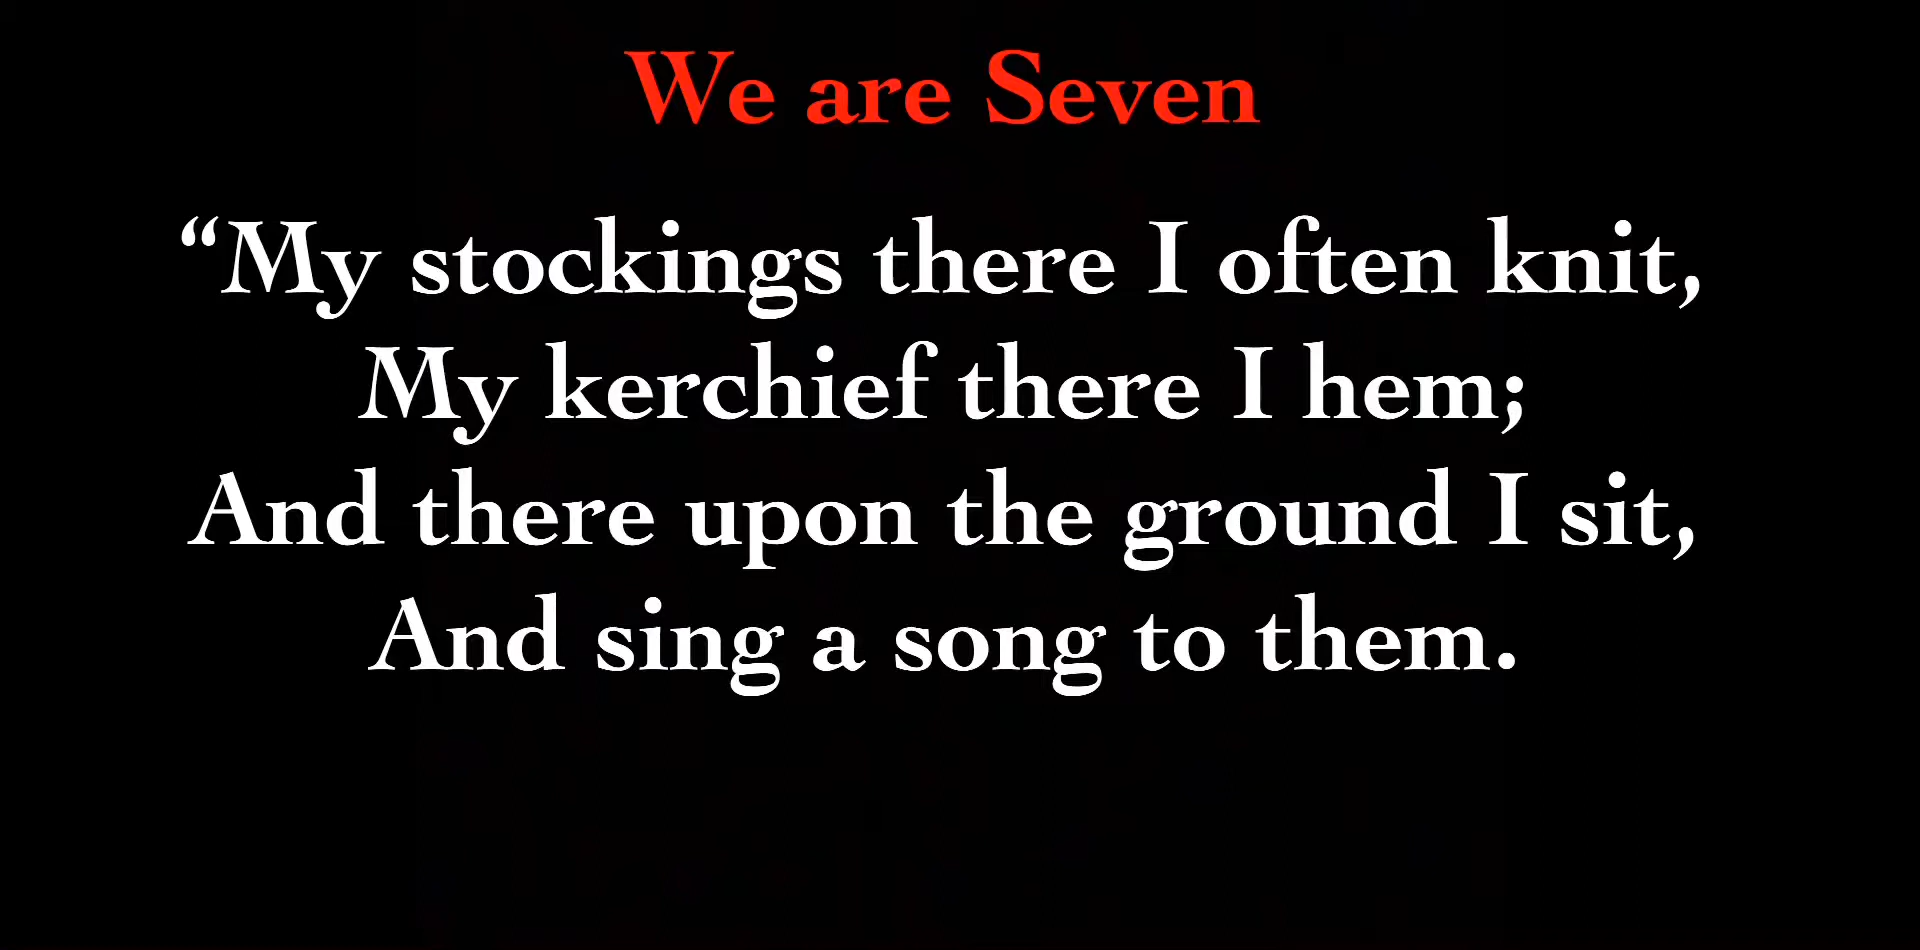 We are Seven
“My stockings there I often knit,
My kerchief there I hem;
And there upon the ground I sit,
And sing a song to them.